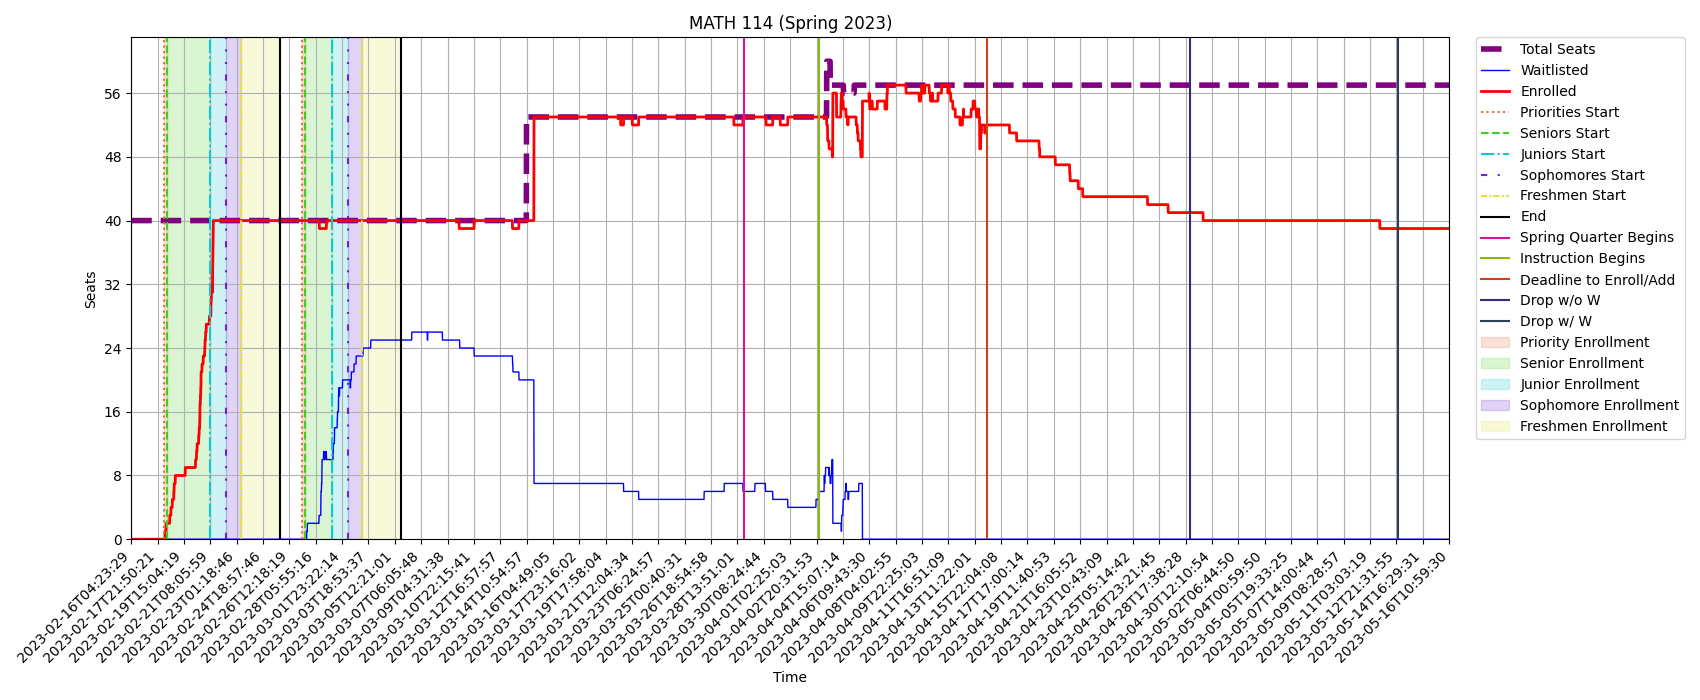 MATH 114 (Spring 2023)
Seats
56
48
40
32
24
16
8
0
2023-02-16T04:23:29
2023-02-17T21:50:21
2023-02-19T15:04:19
2023-02-21T08:05:59
2023-02-23T01:18:46
2023-02-24T18:57:46
2023-02-26T12:18:19
2023-02-28T05:55:16
2023-03-01T23:22:14
2023-03-03T18:53:37
2023-03-05T12:21:01
2023-03-07T06:05:48
2023-03-09T04:31:38
2023-03-10T22:15:41
2023-03-12T16:57:57
2023-03-14T10:54:57
2023-03-16T04:49:05
2023-03-17T23:16:02
2023-03-19T17:58:04
2023-03-21T12:04:34
2023-03-23T06:24:57
2023-03-25T00:40:31
2023-03-26T18:54:58
2023-03-28T13:51:01
2023-03-30T08:24:44
2023-04-01T02:25:03
2023-04-02T20:31:53
2023-04-04T15:07:14
2023-04-06T09:43:30
2023-04-08T04:02:55
2023-04-09T22:25:03
2023-04-11T16:51:09
2023-04-13T11:22:01
2023-04-15T22:04:08
2023-04-17T17:00:14
2023-04-19T11:40:53
2023-04-21T16:05:52
2023-04-23T10:43:09
2023-04-25T05:14:42
2023-04-26T23:21:45
2023-04-28T17:38:28
2023-04-30T12:10:54
2023-05-02T06:44:50
2023-05-04T00:59:50
2023-05-05T19:33:25
2023-05-07T14:00:44
2023-05-09T08:28:57
2023-05-11T03:03:19
2023-05-12T21:31:55
2023-05-14T16:29:31
2023-05-16T10:59:30
Time
Total Seats
Waitlisted
Enrolled
Priorities Start
Seniors Start
Juniors Start
Sophomores Start
Freshmen Start
End
Spring Quarter Begins
Instruction Begins
Deadline to Enroll/Add
Drop w/o W
Drop w/ W
Priority Enrollment
Senior Enrollment
Junior Enrollment
Sophomore Enrollment
Freshmen Enrollment